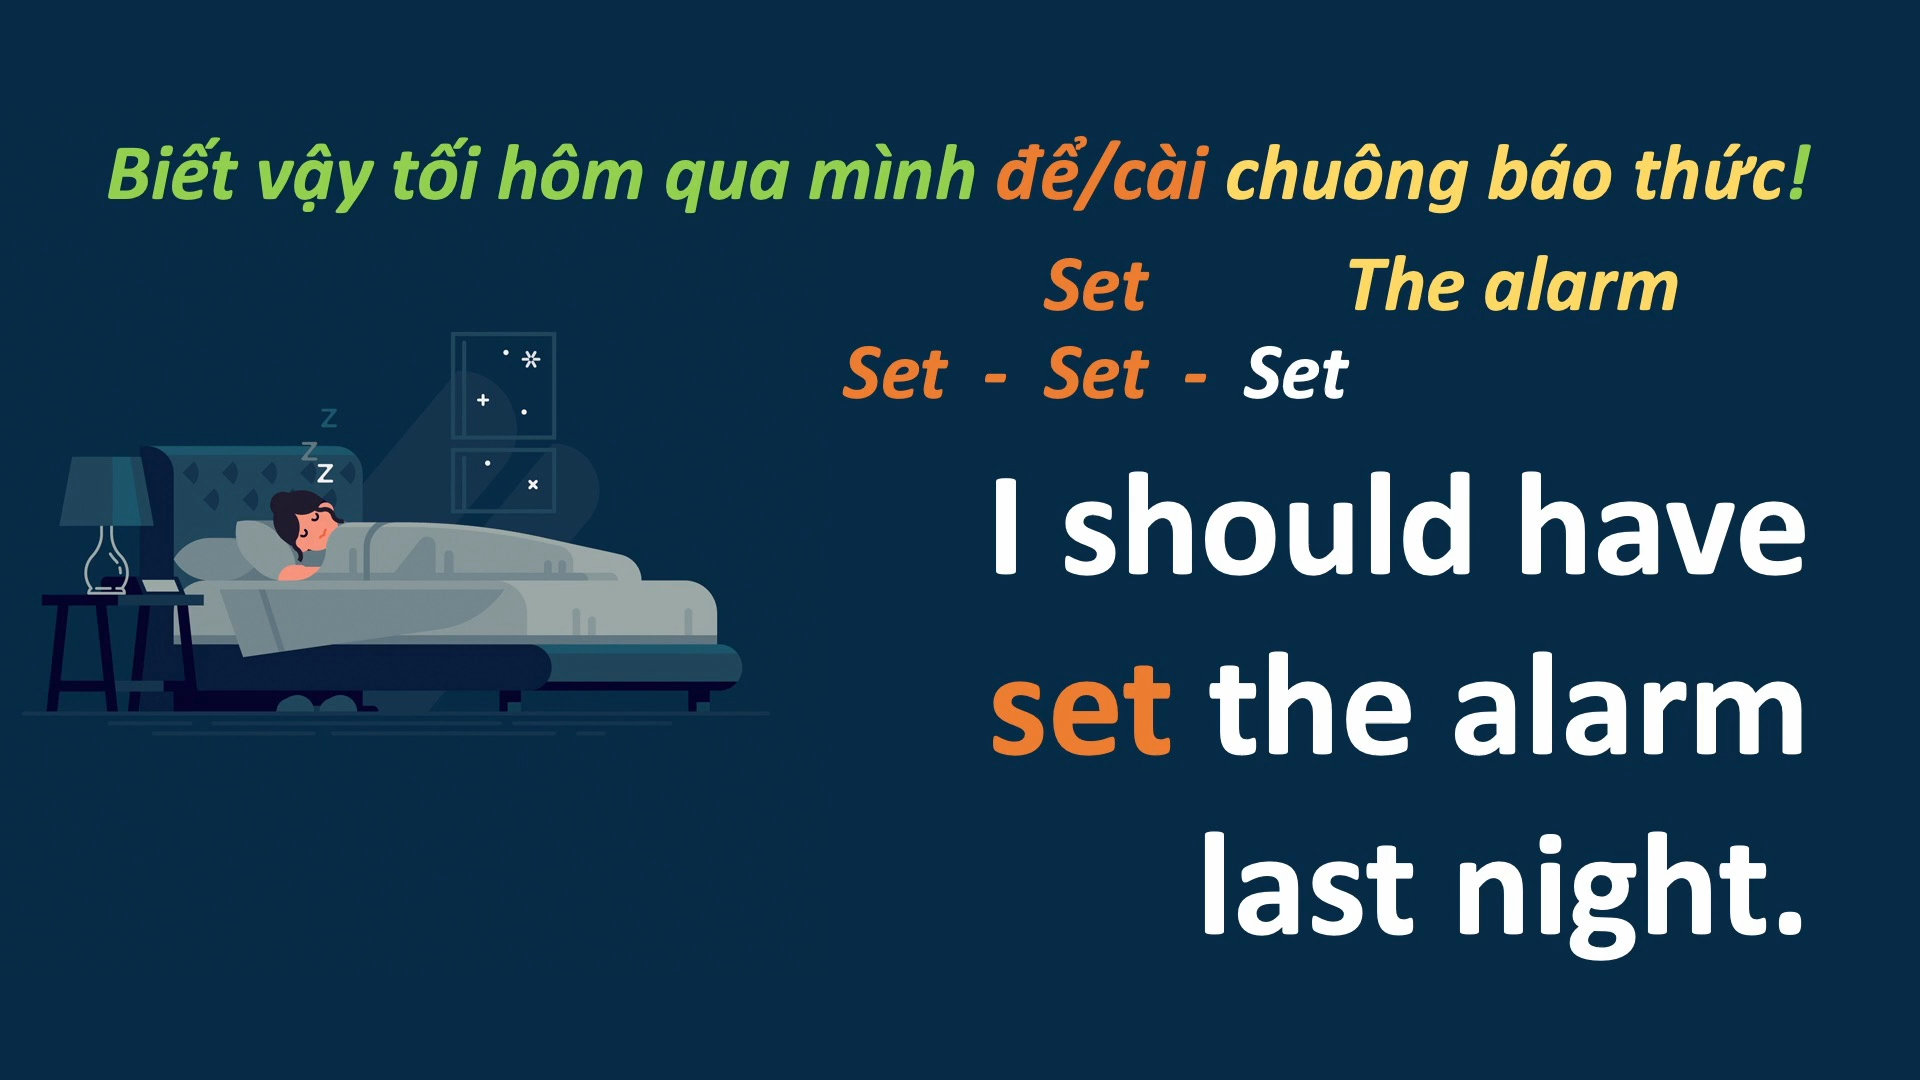 Biết vậy tối hôm qua mình để/cài chuông báo thức!
Set The alarm
Set - Set - Set
z
z
z
I should have
set the alarm
last night.